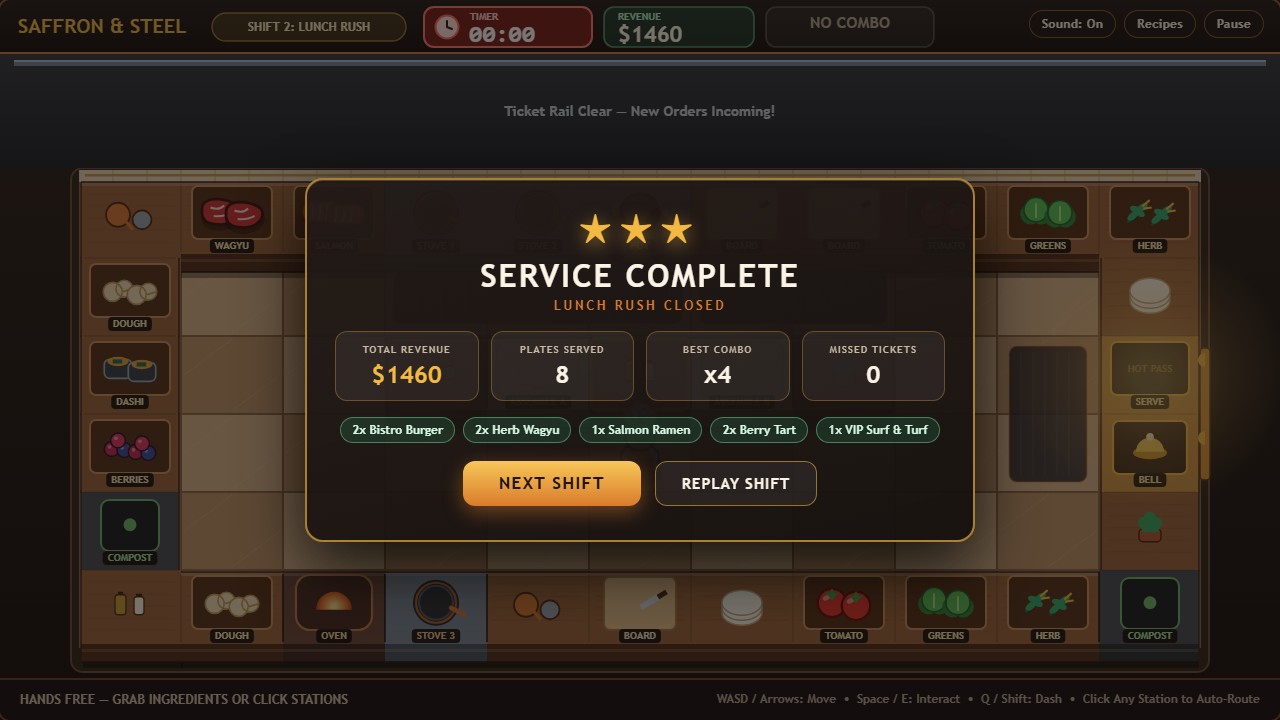 SAFFRON & STEEL
SHIFT 2: LUNCH RUSH
TIMER
00:00
REVENUE
$1460
NO COMBO
Sound: On
Recipes
Pause
Ticket Rail Clear — New Orders Incoming!
WAGYU
GREENS
HERB
★ ★ ★
SERVICE COMPLETE
LUNCH RUSH CLOSED
TOTAL REVENUE
$1460
PLATES SERVED
8
BEST COMBO
x4
MISSED TICKETS
0
2x Bistro Burger
2x Herb Wagyu
1x Salmon Ramen
2x Berry Tart
1x VIP Surf & Turf
NEXT SHIFT
REPLAY SHIFT
DOUGH
DASHI
BERRIES
COMPOST
HOT PASS
SERVE
BELL
DOUGH
OVEN
STOVE 3
BOARD
TOMATO
GREENS
HERB
COMPOST
HANDS FREE — GRAB INGREDIENTS OR CLICK STATIONS
WASD / Arrows: Move • Space / E: Interact • Q / Shift: Dash • Click Any Station to Auto-Route